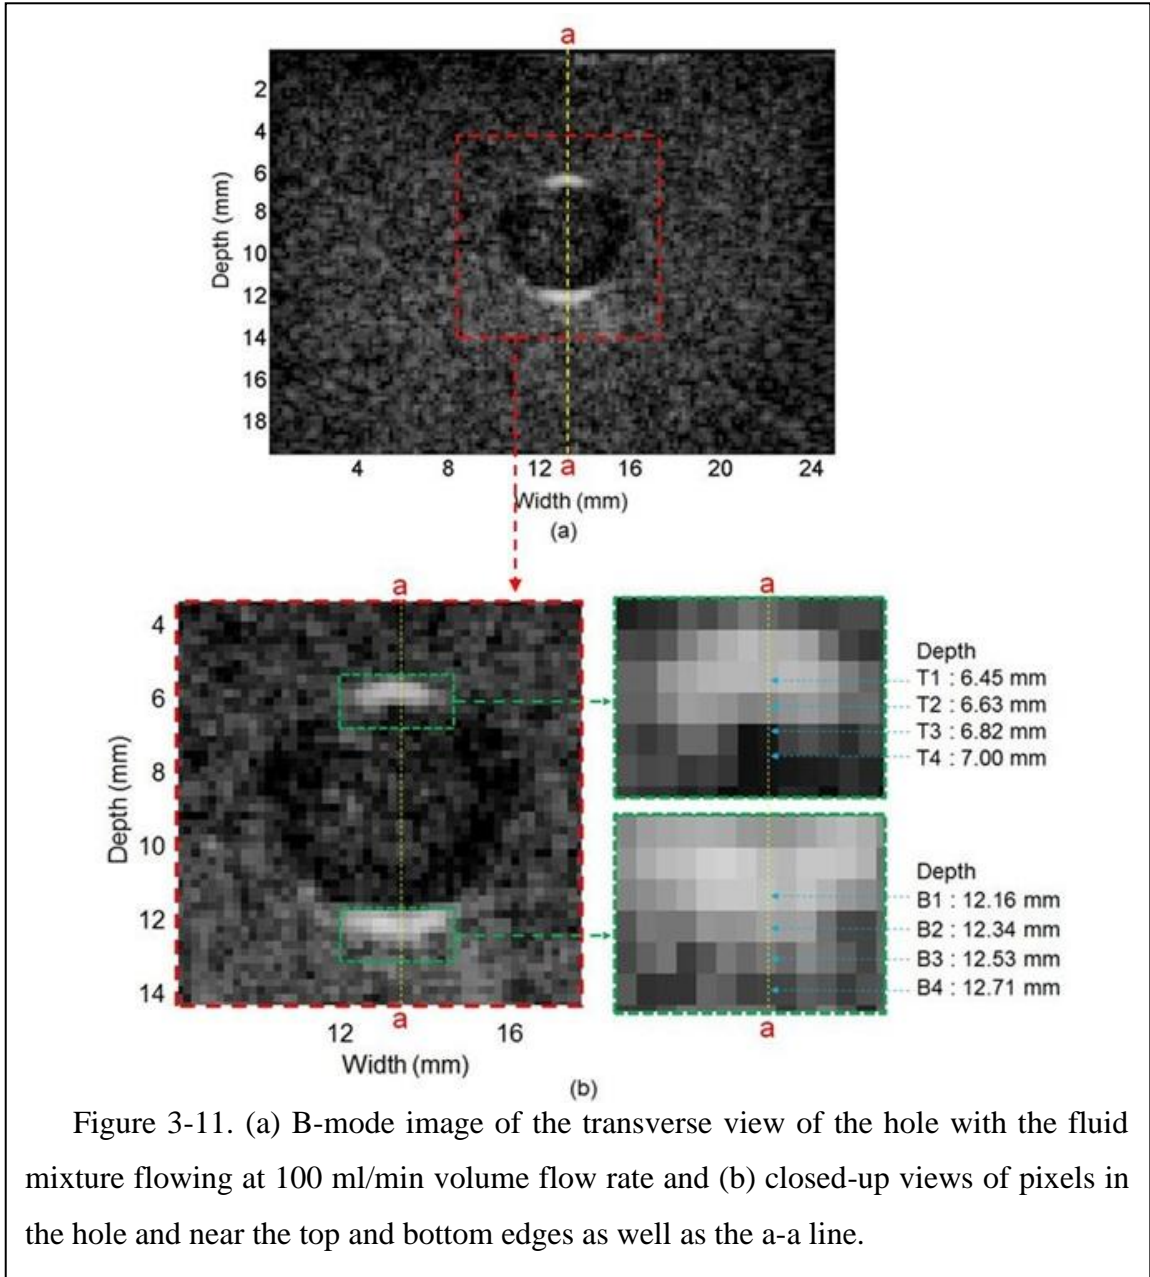 a
2
4
6
8
10
12
14
16
18
Depth (mm)
4 8 12 a 16 20 24
Width (mm)
(a)
a a
4
6
8
10
12
14
Depth (mm)
Depth
T1 : 6.45 mm
T2 : 6.63 mm
T3 : 6.82 mm
T4 : 7.00 mm
Depth
B1 : 12.16 mm
B2 : 12.34 mm
B3 : 12.53 mm
B4 : 12.71 mm
12 a 16 a
Width (mm)
(b)
Figure 3-11. (a) B-mode image of the transverse view of the hole with the fluid
mixture flowing at 100 ml/min volume flow rate and (b) closed-up views of pixels in
the hole and near the top and bottom edges as well as the a-a line.